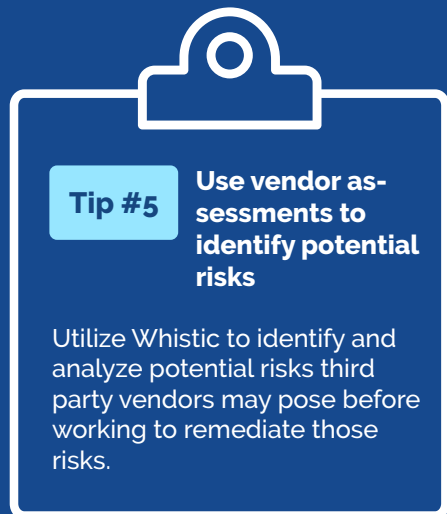 Tip #5
Use vendor as-
sessments to
identify potential
risks
Utilize Whistic to identify and
analyze potential risks third
party vendors may pose before
working to remediate those
risks.